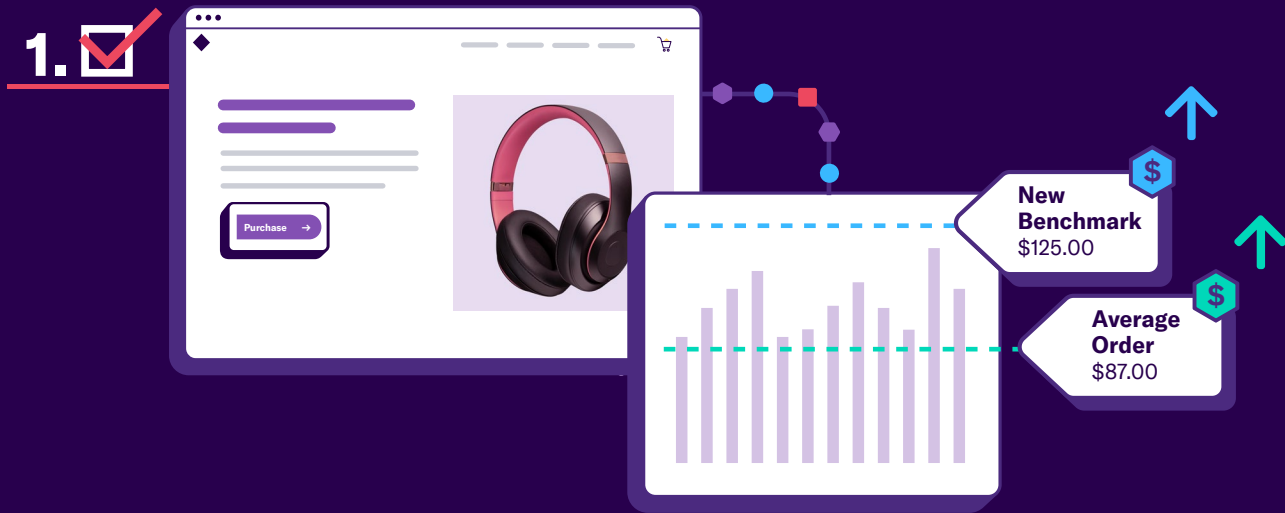 1.
Purchase
New
Benchmark
$125.00
$
Average
Order
$87.00
$